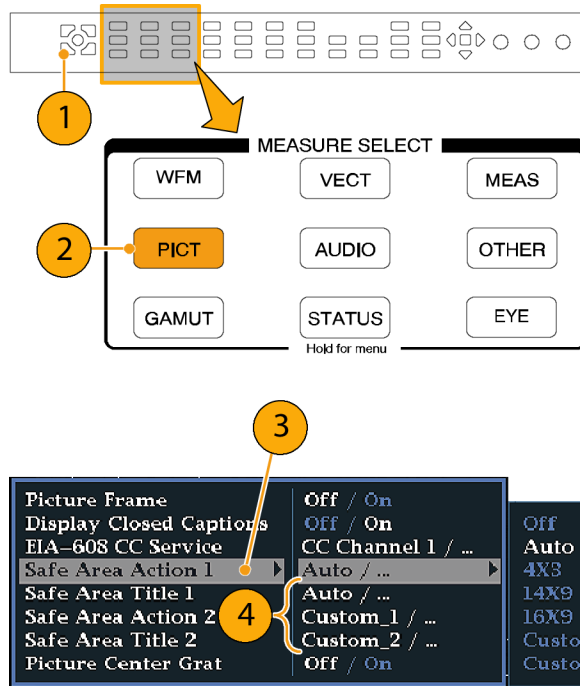 1
MEASURE SELECT
WFM VECT MEAS
2 PICT AUDIO OTHER
GAMUT STATUS EYE
Hold for menu
3
Picture Frame Off / On
Display Closed Captions Off / On Off
EIA-608 CC Service CC Channel 1 / ... Auto
Safe Area Action 1 Auto / ... 4X3
Safe Area Title 1 Auto / ... 14X9
Safe Area Action 2 4 Custom_1 / ... 16X9
Safe Area Title 2 Custom_2 / ... Custo
Picture Center Grat Off / On Custo